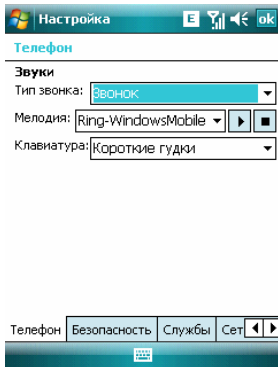 Настройка E ok
Телефон
Звуки
Тип звонка: Звонок
Мелодия: Ring-WindowsMobile
Клавиатура: Короткие гудки
Телефон Безопасность Службы Сет